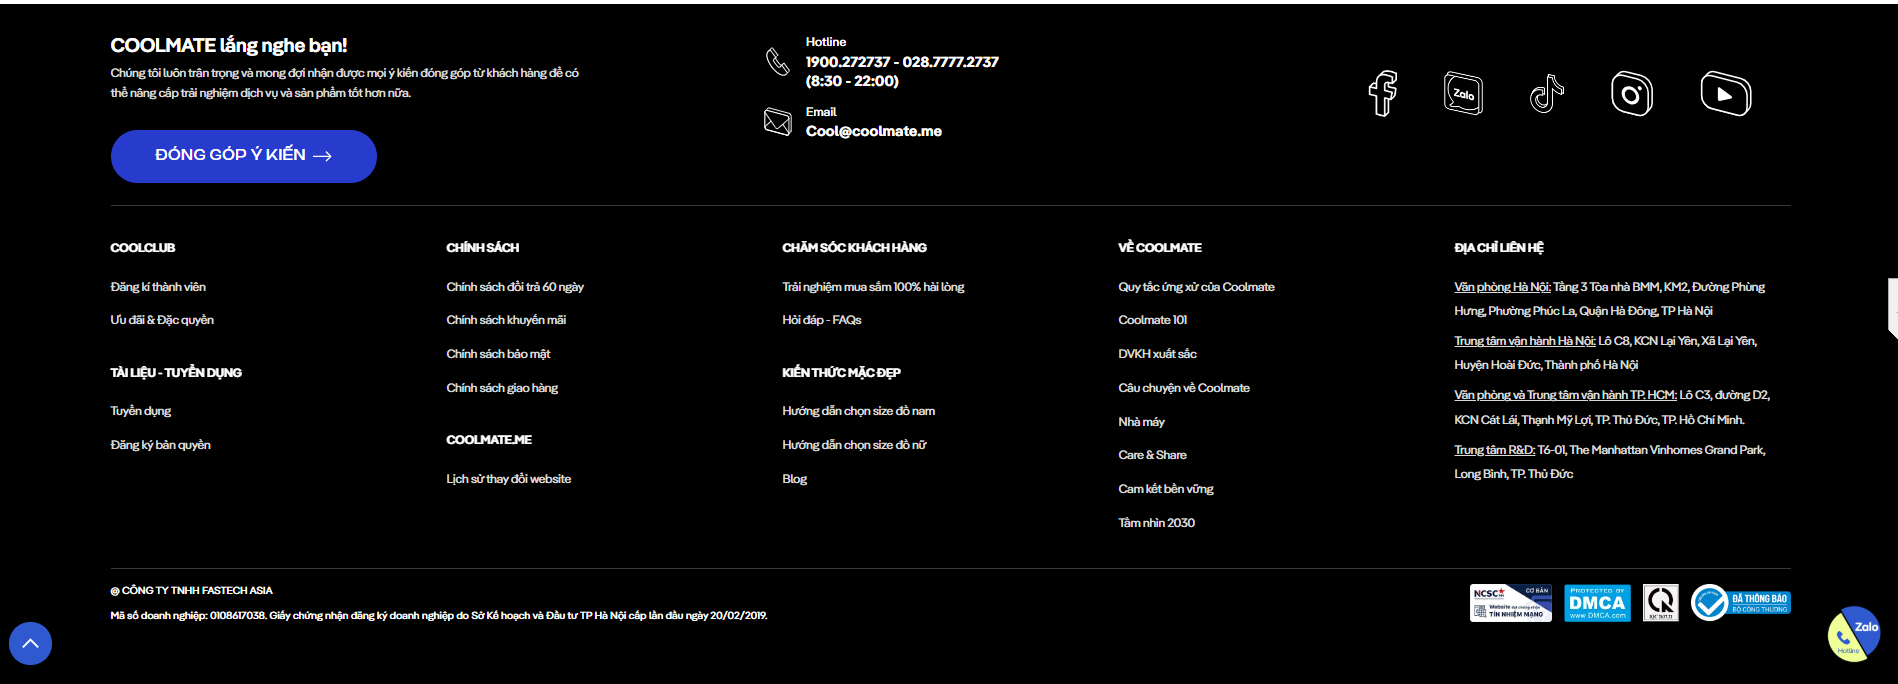 COOLMATE lắng nghe bạn!
Chúng tôi luôn trân trọng và mong đợi nhận được mọi ý kiến đóng góp từ khách hàng để có
thể nâng cấp trải nghiệm dịch vụ và sản phẩm tốt hơn nữa.
ĐÓNG GÓP Ý KIẾN
Hotline
1900.272737 - 028.7777.2737
(8:30 - 22:00)
Email
Cool@coolmate.me
Zalo
COOLCLUB
Đăng kí thành viên
Ưu đãi & Đặc quyền
TÀI LIỆU - TUYỂN DỤNG
Tuyển dụng
Đăng ký bản quyền
CHÍNH SÁCH
Chính sách đổi trả 60 ngày
Chính sách khuyến mãi
Chính sách bảo mật
Chính sách giao hàng
COOLMATE.ME
Lịch sử thay đổi website
CHĂM SÓC KHÁCH HÀNG
Trải nghiệm mua sắm 100% hài lòng
Hỏi đáp - FAQs
KIẾN THỨC MẶC ĐẸP
Hướng dẫn chọn size đồ nam
Hướng dẫn chọn size đồ nữ
Blog
VỀ COOLMATE
Quy tắc ứng xử của Coolmate
Coolmate 101
DVKH xuất sắc
Câu chuyện về Coolmate
Nhà máy
Care & Share
Cam kết bền vững
Tầm nhìn 2030
ĐỊA CHỈ LIÊN HỆ
Văn phòng Hà Nội: Tầng 3 Tòa nhà BMM, KM2, Đường Phùng
Hưng, Phường Phúc La, Quận Hà Đông, TP Hà Nội
Trung tâm vận hành Hà Nội: Lô C8, KCN Lại Yên, Xã Lại Yên,
Huyện Hoài Đức, Thành phố Hà Nội
Văn phòng và Trung tâm vận hành TP. HCM: Lô C3, đường D2,
KCN Cát Lái, Thạnh Mỹ Lợi, TP. Thủ Đức, TP. Hồ Chí Minh.
Trung tâm R&D: T6-01, The Manhattan Vinhomes Grand Park,
Long Bình, TP. Thủ Đức
@ CÔNG TY TNHH FASTECH ASIA
Mã số doanh nghiệp: 0108617038. Giấy chứng nhận đăng ký doanh nghiệp do Sở Kế hoạch và Đầu tư TP Hà Nội cấp lần đầu ngày 20/02/2019.
NCSC
CƠ BẢN
Website
TÍN NHIỆM MẠNG
PROTECTED BY
DMCA
www.DMCA.com
ĐÃ THÔNG BÁO
BỘ CÔNG THƯƠNG
Zalo
Hotline